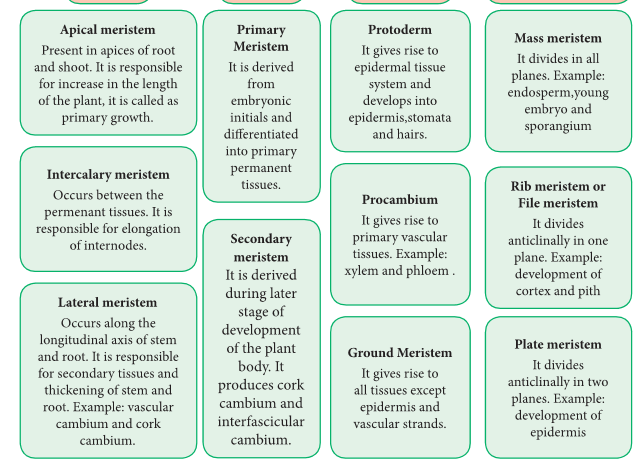 Apical meristem
Present in apices of root
and shoot. It is responsible
for increase in the length
of the plant, it is called as
primary growth.
Intercalary meristem
Occurs between the
permenant tissues. It is
responsible for elongation
of internodes.
Lateral meristem
Occurs along the
longitudinal axis of stem
and root. It is responsible
for secondary tissues and
thickening of stem and
root. Example: vascular
cambium and cork
cambium.
Primary
Meristem
It is derived
from
embryonic
initials and
differentiated
into primary
permanent
tissues.
Secondary
meristem
It is derived
during later
stage of
development
of the plant
body. It
produces cork
cambium and
interfascicular
cambium.
Protoderm
It gives rise to
epidermal tissue
system and
develops into
epidermis,stomata
and hairs.
Procambium
It gives rise to
primary vascular
tissues. Example:
xylem and phloem .
Ground Meristem
It gives rise to
all tissues except
epidermis and
vascular strands.
Mass meristem
It divides in all
planes. Example:
endosperm,young
embryo and
sporangium
Rib meristem or
File meristem
It divides
anticlinally in one
plane. Example:
development of
cortex and pith
Plate meristem
It divides
anticlinally in two
planes. Example:
development of
epidermis